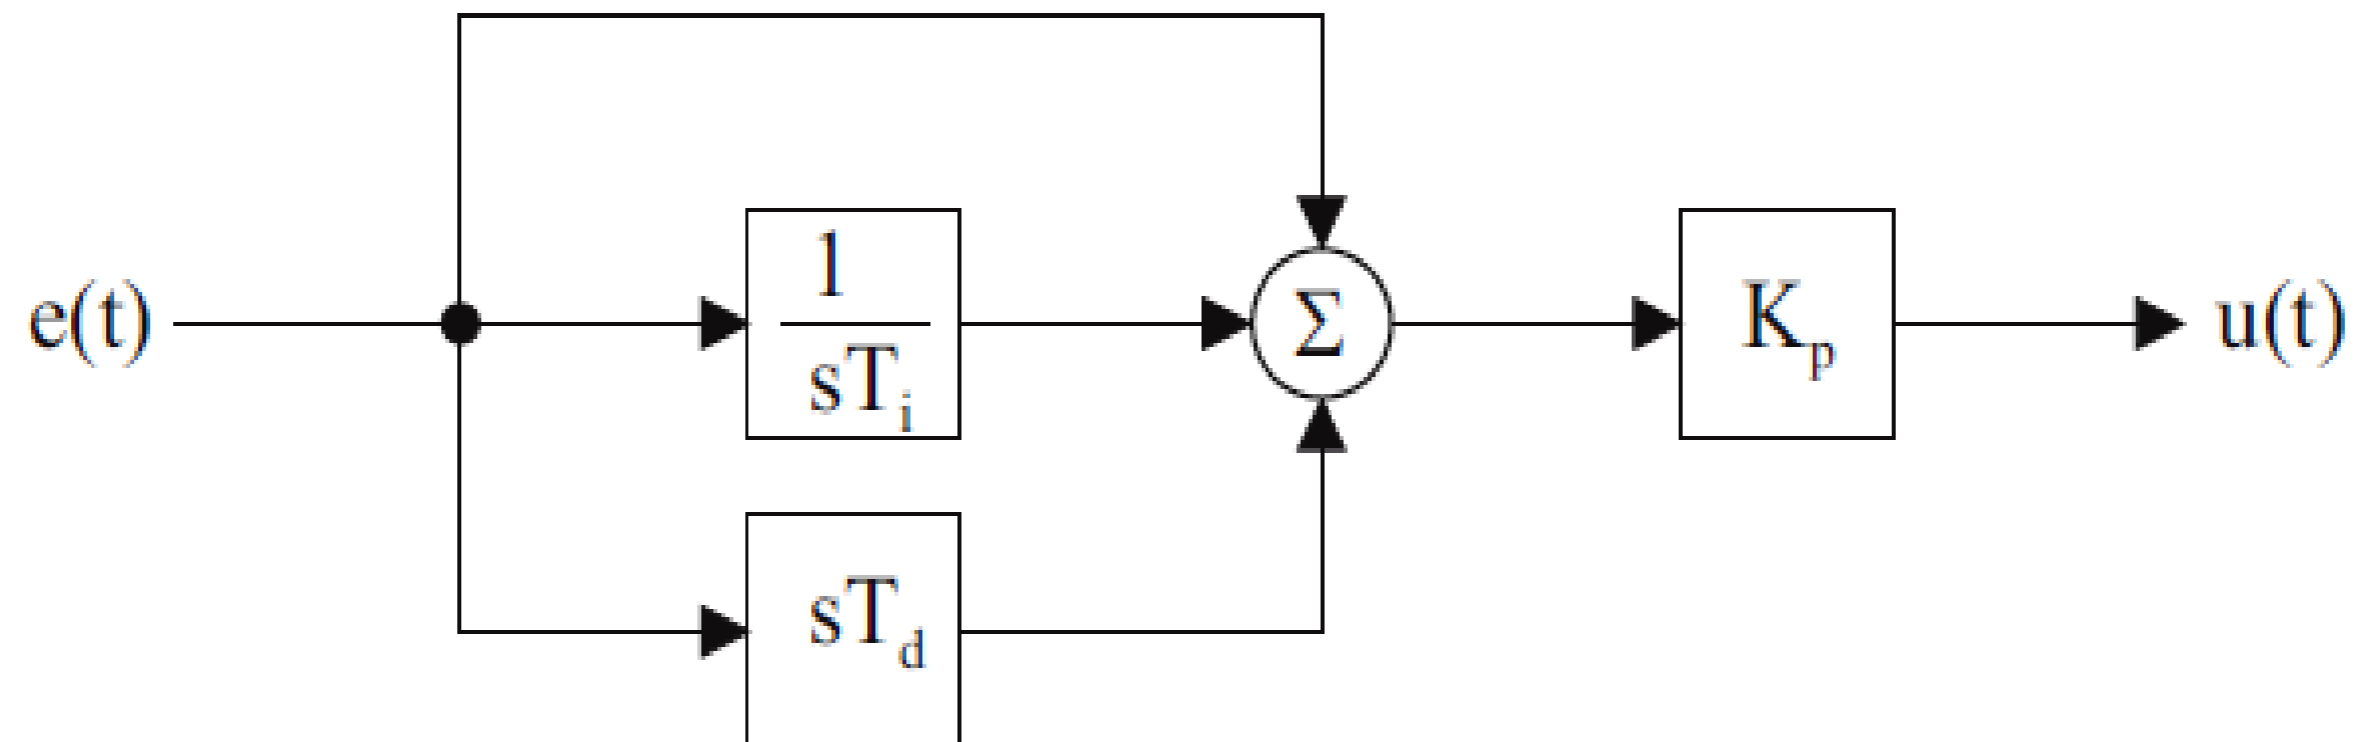 e(t)
1
sT_i
Σ
K_p
u(t)
sT_d